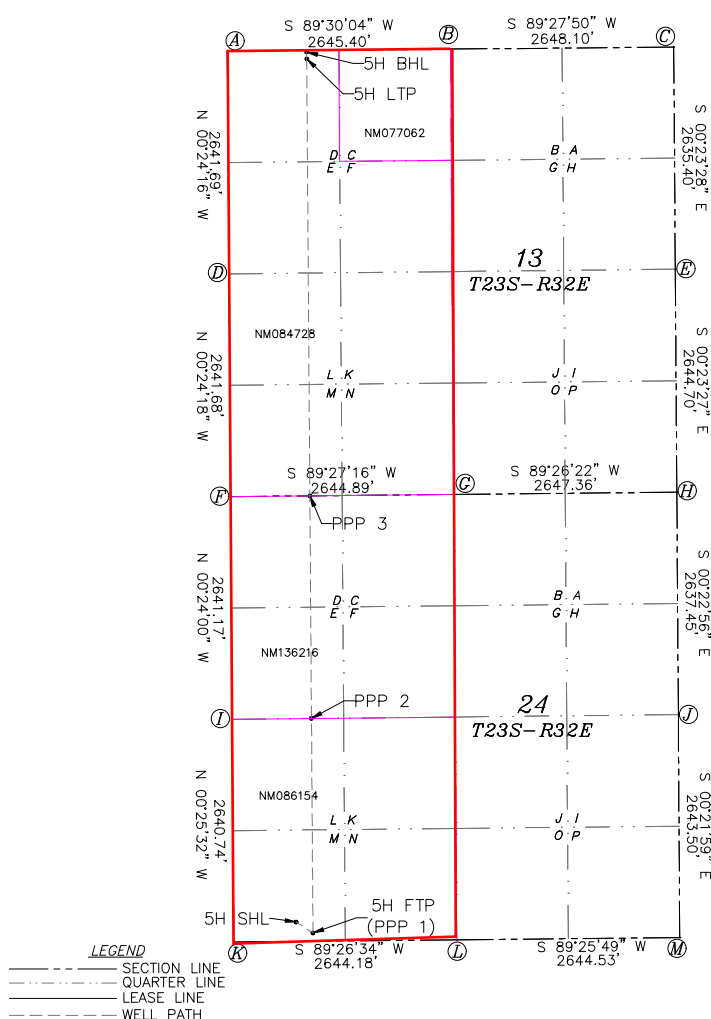 S 89°30'04" W
2645.40'
S 89°27'50" W
2648.10'
A
B
C
5H BHL
5H LTP
NM077062
N 00°24'16" W
2641.69'
S 00°23'28" E
2635.40'
D C
E F
B A
G H
13
T23S-R32E
D
E
NM084728
N 00°24'18" W
2641.68'
S 00°23'27" E
2644.70'
L K
M N
J I
O P
S 89°27'16" W
2644.89'
S 89°26'22" W
2647.36'
F
G
H
PPP 3
N 00°24'00" W
2641.17'
S 00°22'56" E
2637.45'
D C
E F
B A
G H
NM136216
PPP 2
24
T23S-R32E
I
J
NM086154
N 00°25'32" W
2640.74'
S 00°21'59" E
2643.50'
L K
M N
J I
O P
5H SHL
5H FTP
(PPP 1)
K
L
M
S 89°26'34" W
2644.18'
S 89°25'49" W
2644.53'
LEGEND
SECTION LINE
QUARTER LINE
LEASE LINE
WELL PATH